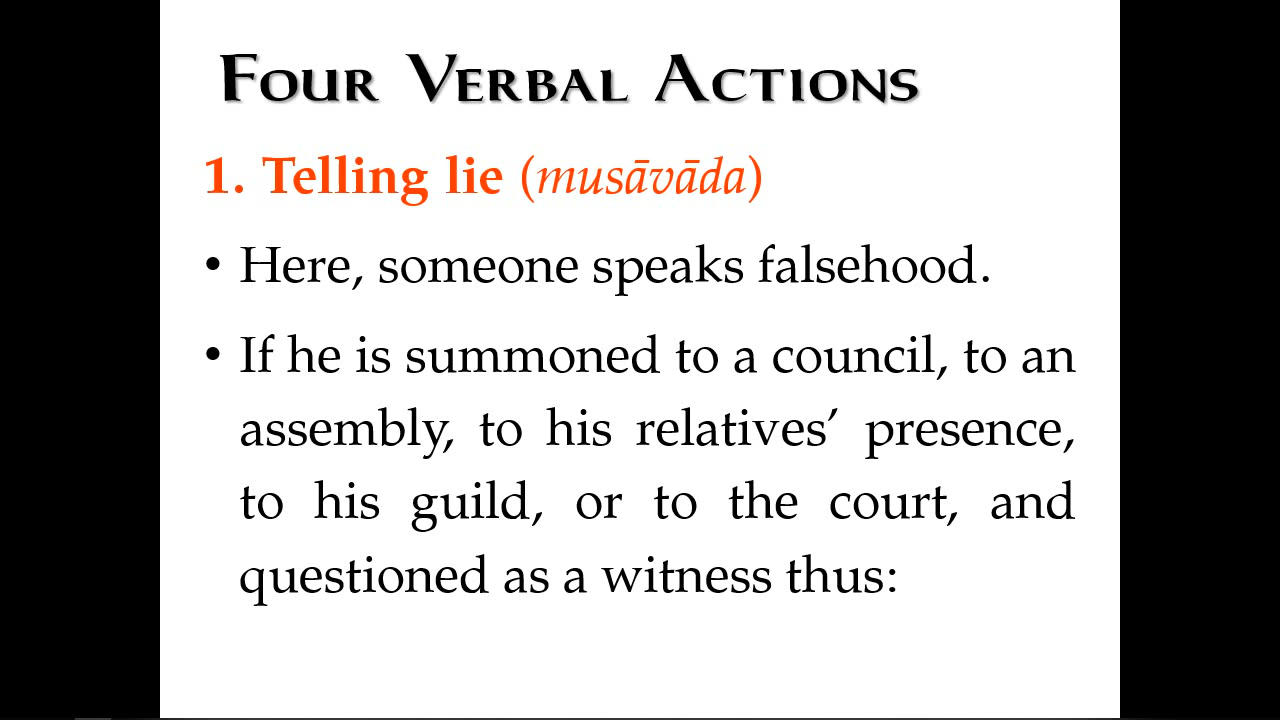 Four Verbal Actions
1. Telling lie (musāvāda)
• Here, someone speaks falsehood.
• If he is summoned to a council, to an
assembly, to his relatives’ presence,
to his guild, or to the court, and
questioned as a witness thus: